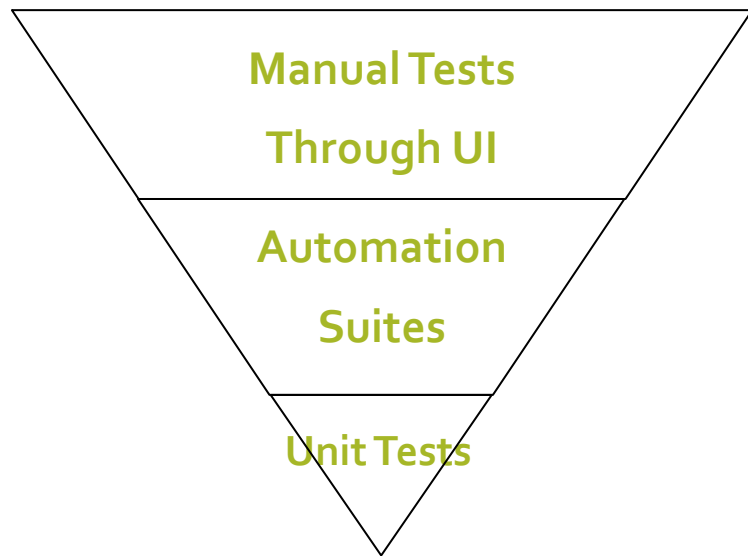 Manual Tests
Through UI
Automation
Suites
Unit Tests